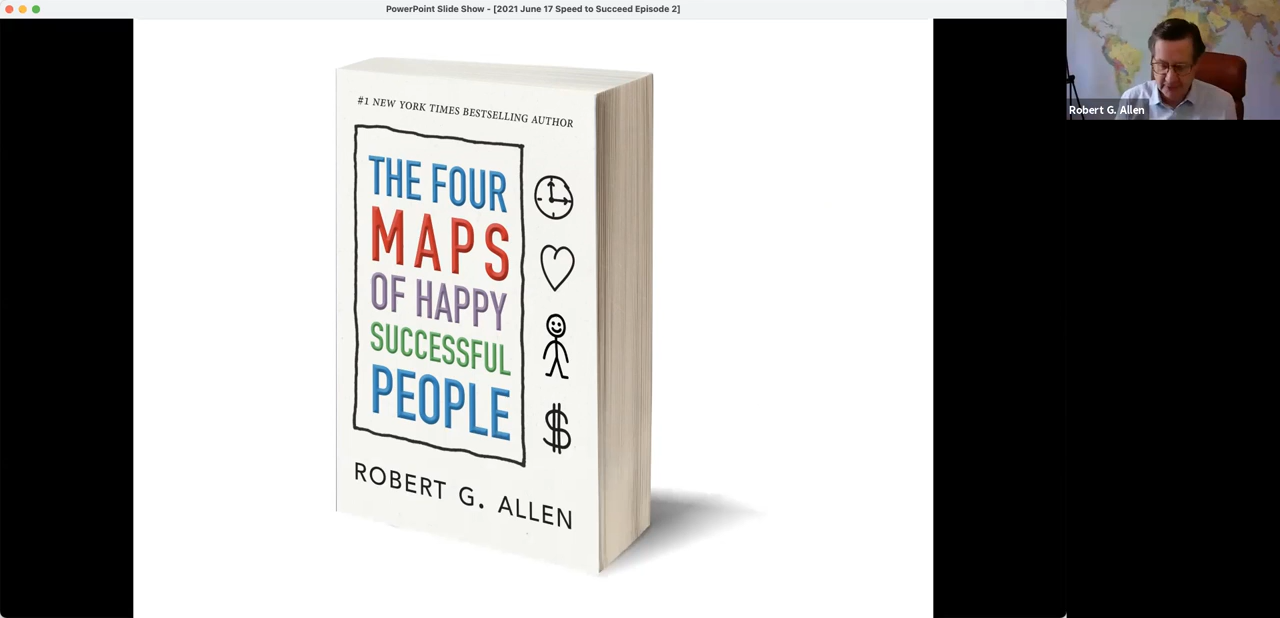 PowerPoint Slide Show - [2021 June 17 Speed to Succeed Episode 2]
#1 NEW YORK TIMES BESTSELLING AUTHOR
THE FOUR
MAPS
OF HAPPY
SUCCESSFUL
PEOPLE
$
ROBERT G. ALLEN
Robert G. Allen